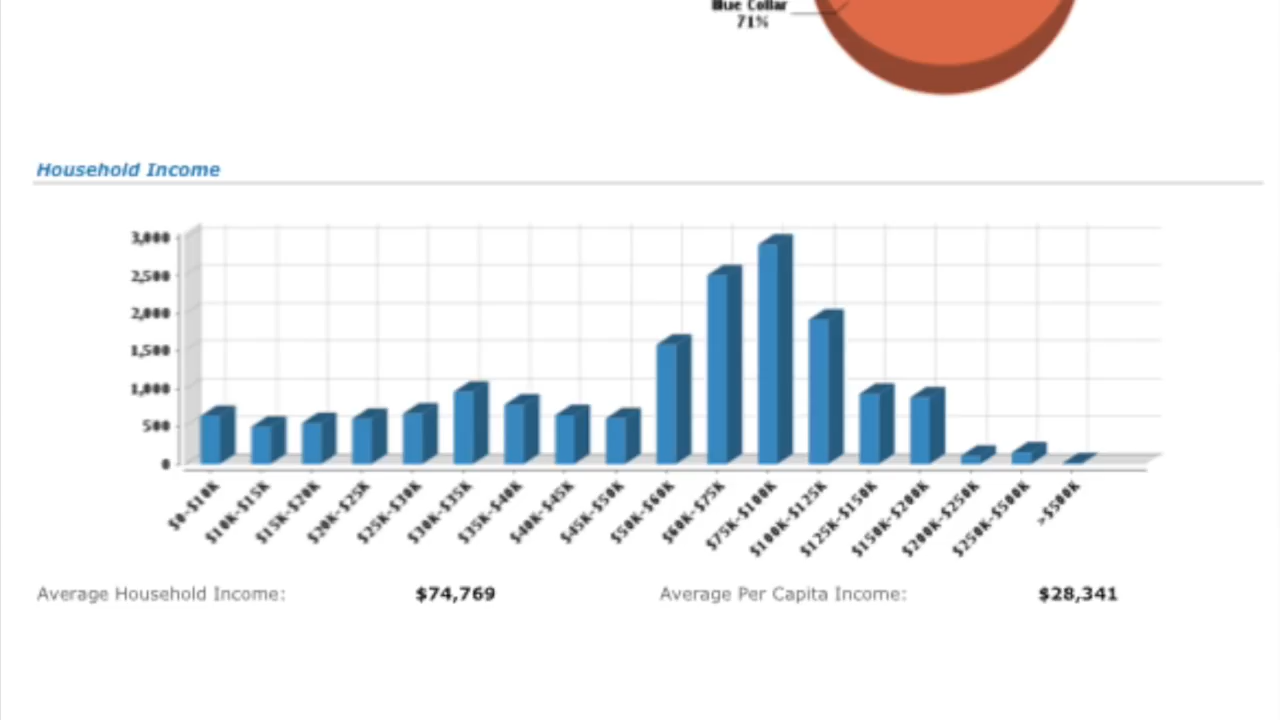 Blue Collar
71%
Household Income
3,000
2,500
2,000
1,500
1,000
500
0
$0-$10K
$10K-$15K
$15K-$20K
$20K-$25K
$25K-$30K
$30K-$35K
$35K-$40K
$40K-$45K
$45K-$50K
$50K-$60K
$60K-$75K
$75K-$100K
$100K-$125K
$125K-$150K
$150K-$200K
$200K-$250K
$250K-$500K
>$500K
Average Household Income: $74,769 Average Per Capita Income: $28,341